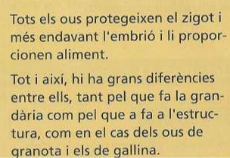 Tots els ous protegeixen el zigot i
més endavant l'embrió i li propor-
cionen aliment.
Tot i així, hi ha grans diferències
entre ells, tant pel que fa la gran-
dària com pel que a fa a l'estruc-
tura, com en el cas dels ous de
granota i els de gallina.